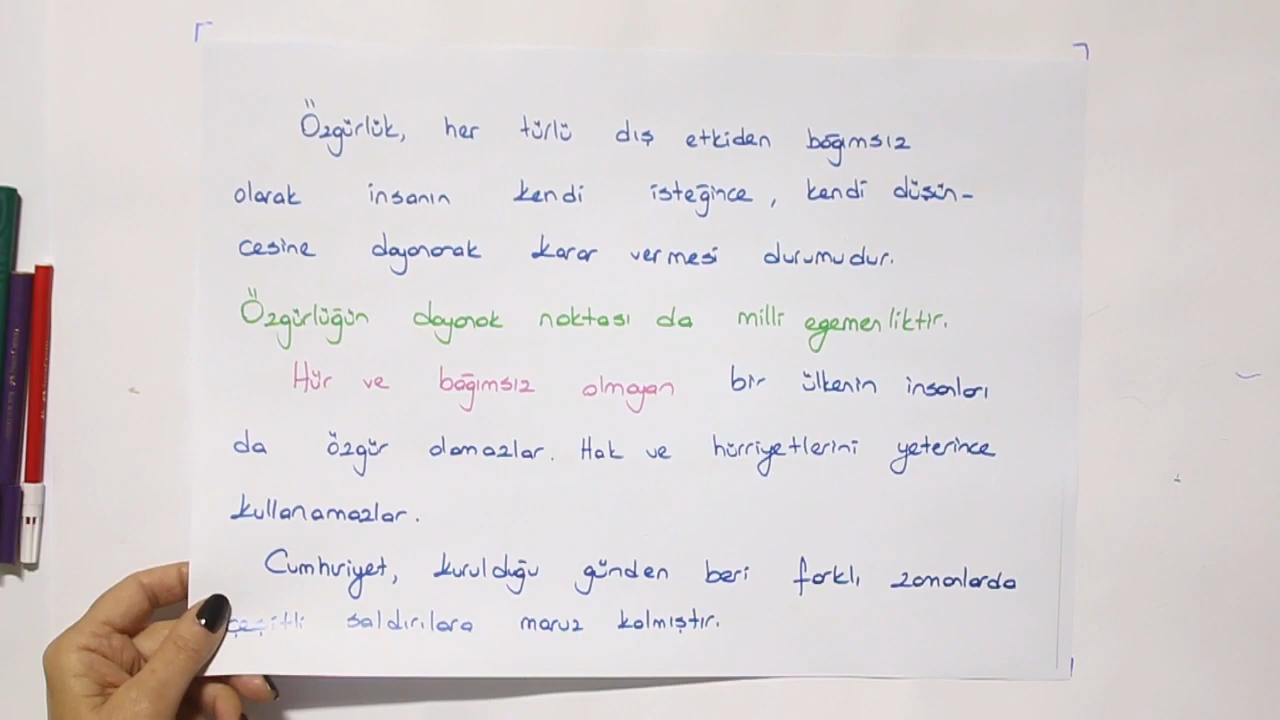 Özgürlük, her türlü dış etkiden bağımsız
olarak insanın kendi isteğince, kendi düşün-
cesine dayanarak karar vermesi durumudur.
Özgürlüğün dayanak noktası da milli egemenliktir.
Hür ve bağımsız olmayan bir ülkenin insanları
da özgür olamazlar. Hak ve hürriyetlerini yeterince
kullanamazlar.
Cumhuriyet, kurulduğu günden beri farklı zamanlarda
çeşitli saldırılara maruz kalmıştır.